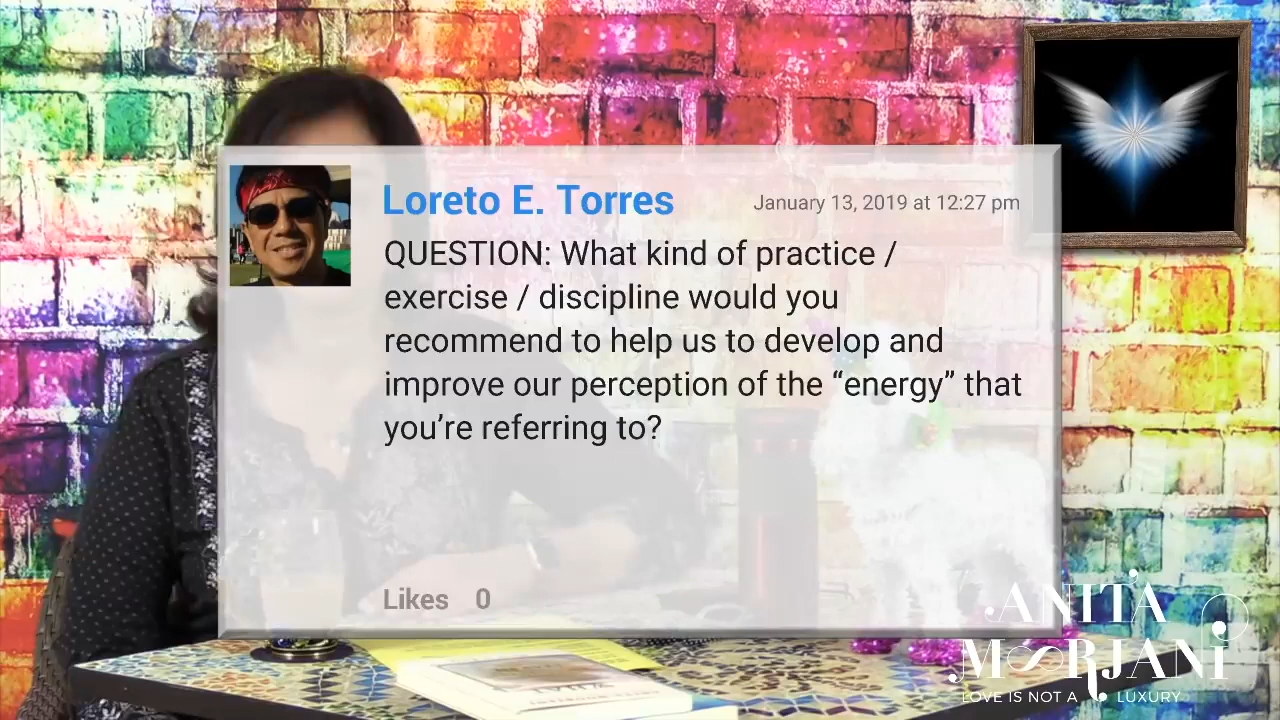 Loreto E. Torres
January 13, 2019 at 12:27 pm
QUESTION: What kind of practice /
exercise / discipline would you
recommend to help us to develop and
improve our perception of the “energy” that
you’re referring to?
Likes 0
ANITA
MOORJANI
LOVE IS NOT A LUXURY